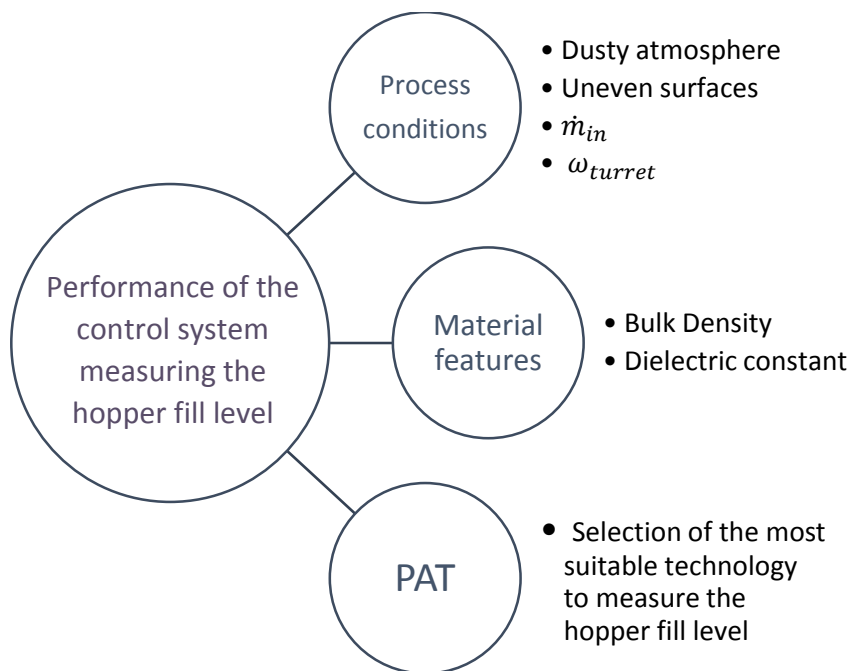 Process
conditions
• Dusty atmosphere
• Uneven surfaces
• ṁ_in
• ω_turret
Performance of the
control system
measuring the
hopper fill level
Material
features
• Bulk Density
• Dielectric constant
PAT
• Selection of the most
suitable technology
to measure the
hopper fill level